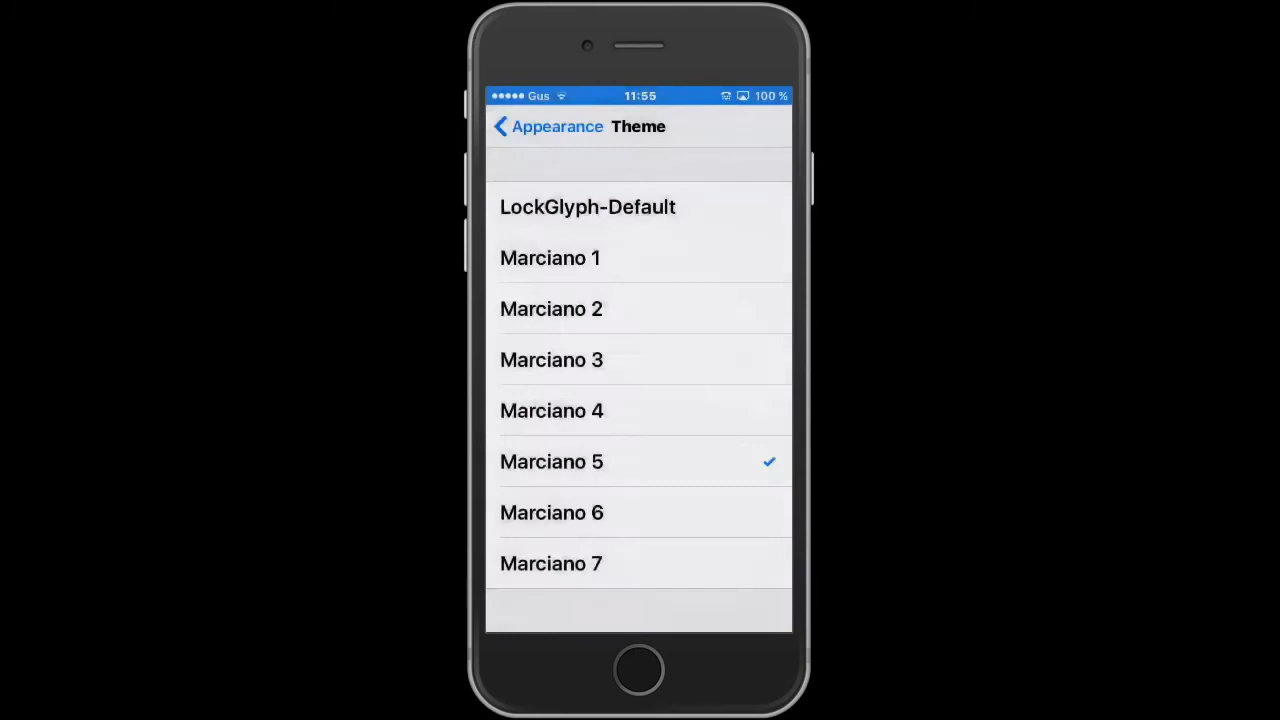 Gus 11:55 100 %
Appearance Theme
LockGlyph-Default
Marciano 1
Marciano 2
Marciano 3
Marciano 4
Marciano 5
Marciano 6
Marciano 7